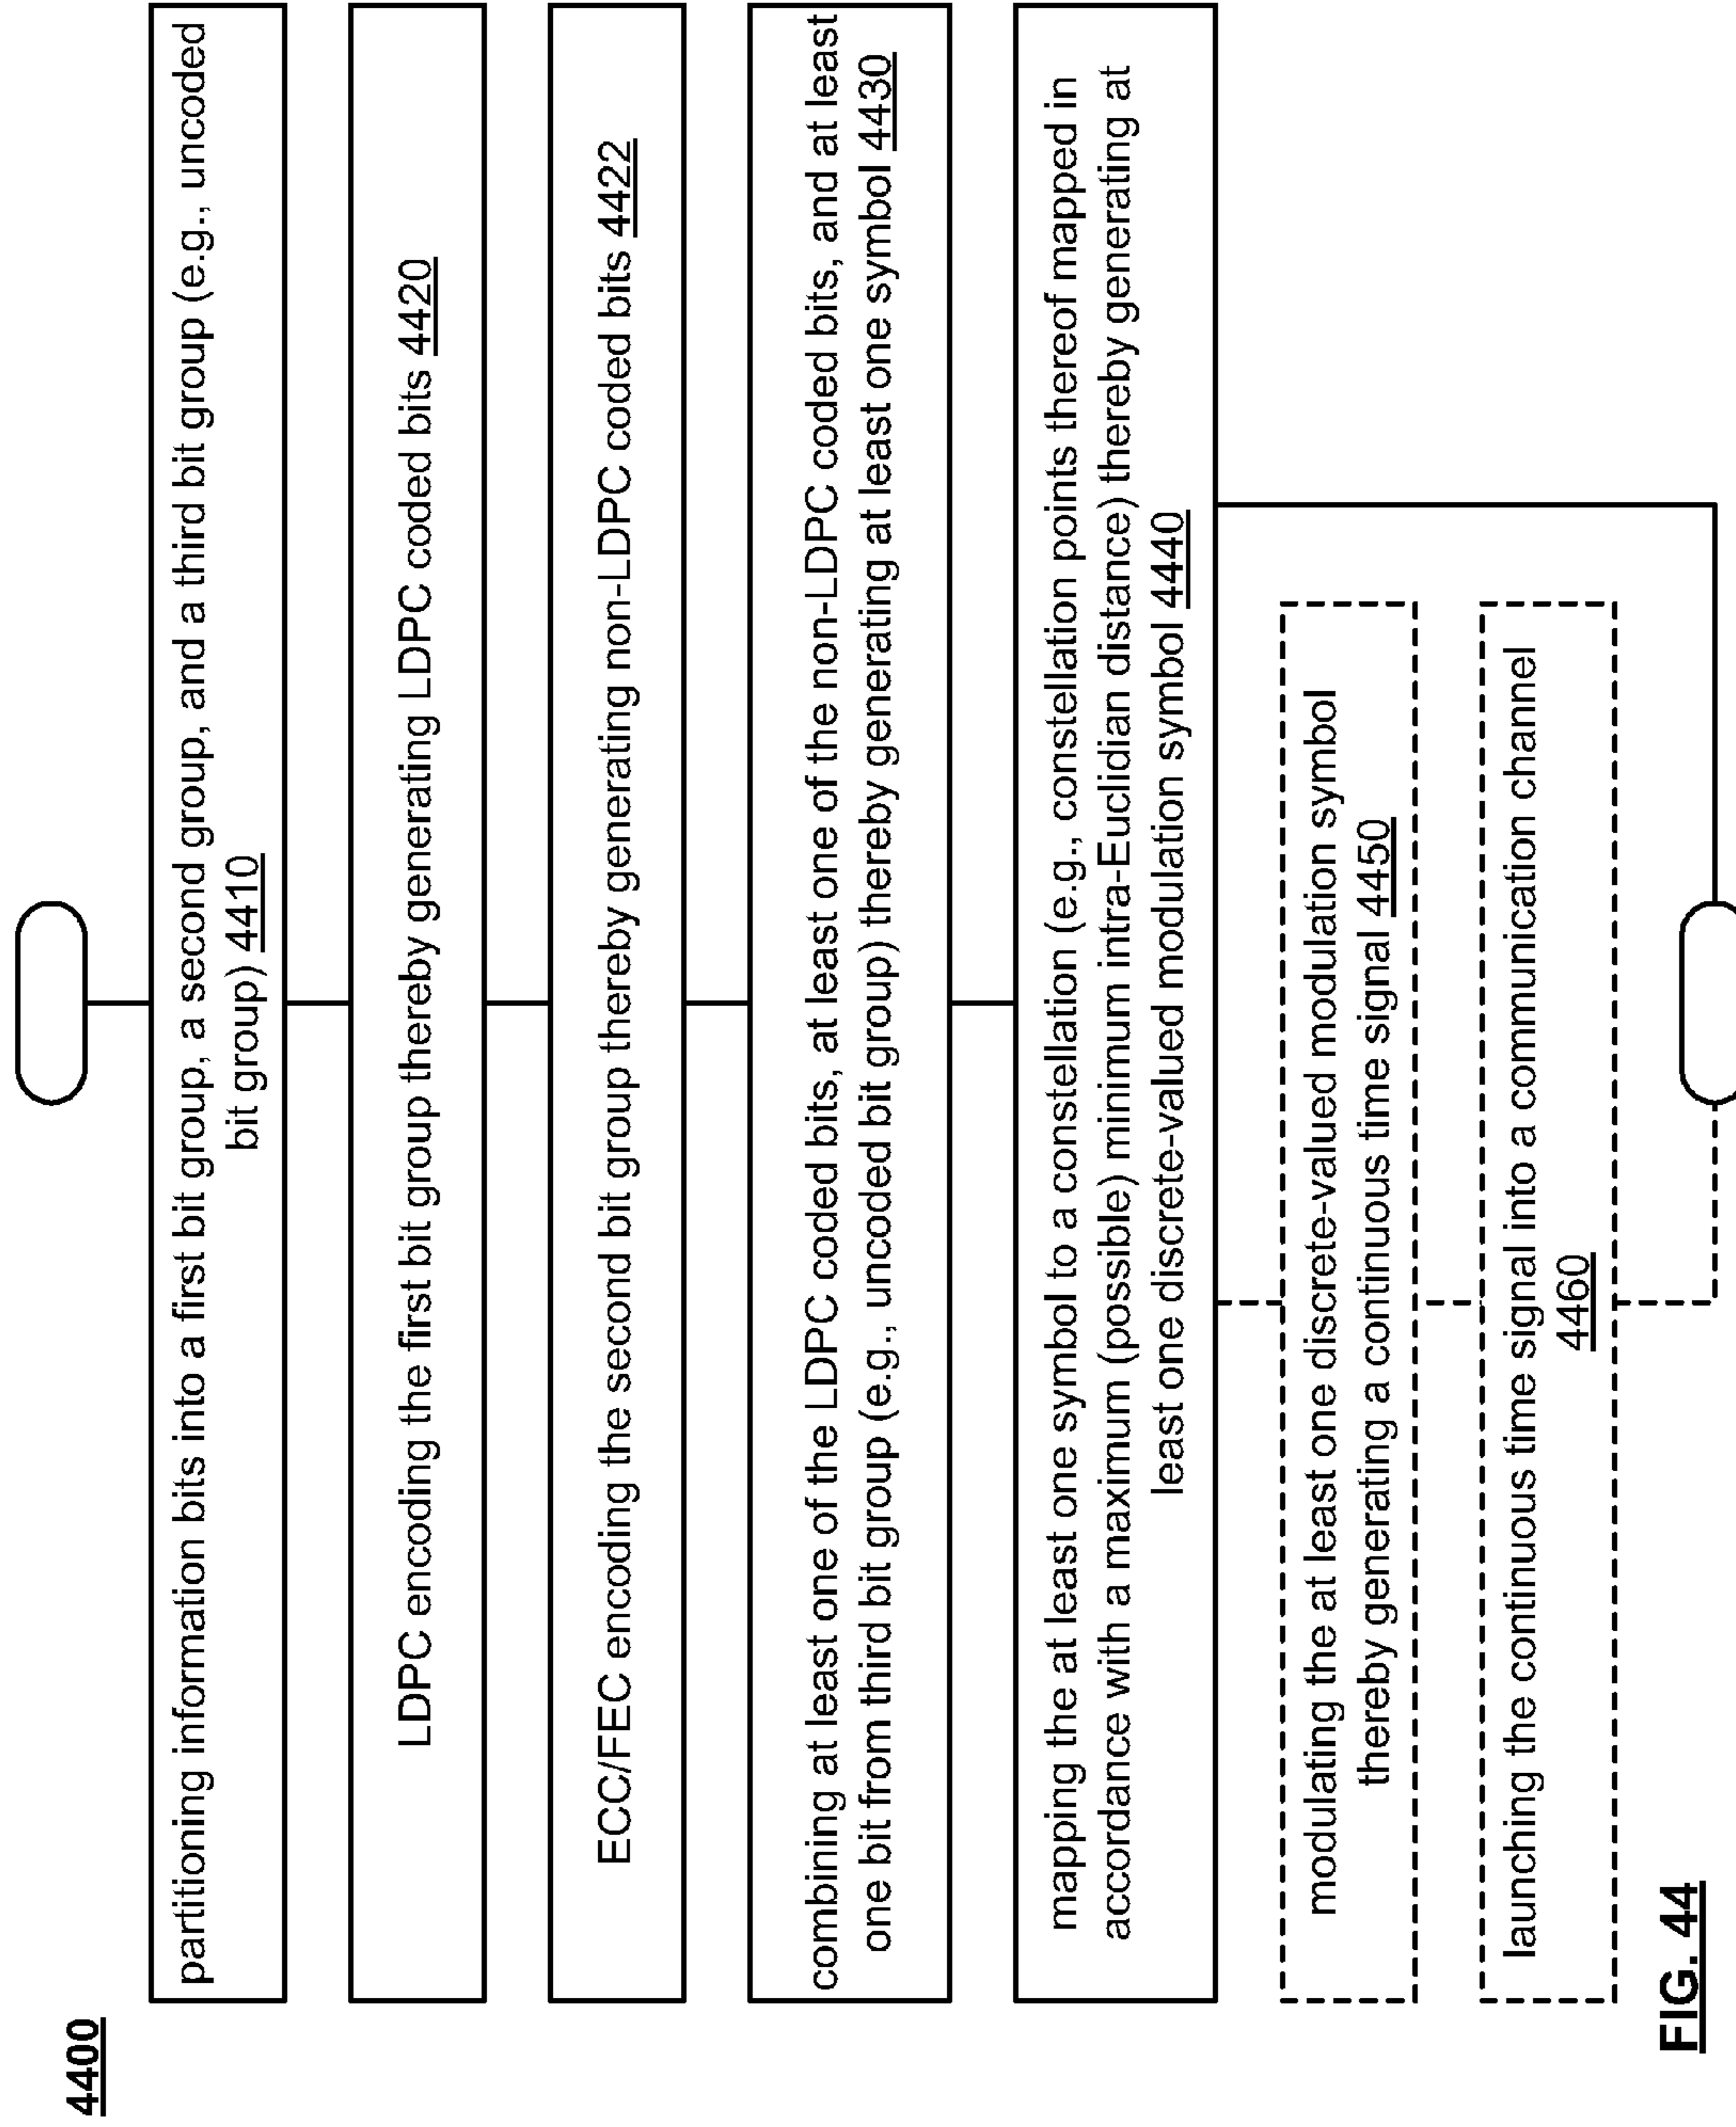 4400
partitioning information bits into a first bit group, a second group, and a third bit group (e.g., uncoded
bit group) 4410
LDPC encoding the first bit group thereby generating LDPC coded bits 4420
ECC/FEC encoding the second bit group thereby generating non-LDPC coded bits 4422
combining at least one of the LDPC coded bits, at least one of the non-LDPC coded bits, and at least
one bit from third bit group (e.g., uncoded bit group) thereby generating at least one symbol 4430
mapping the at least one symbol to a constellation (e.g., constellation points thereof mapped in
accordance with a maximum (possible) minimum intra-Euclidian distance) thereby generating at
least one discrete-valued modulation symbol 4440
modulating the at least one discrete-valued modulation symbol
thereby generating a continuous time signal 4450
launching the continuous time signal into a communication channel
4460
FIG. 44